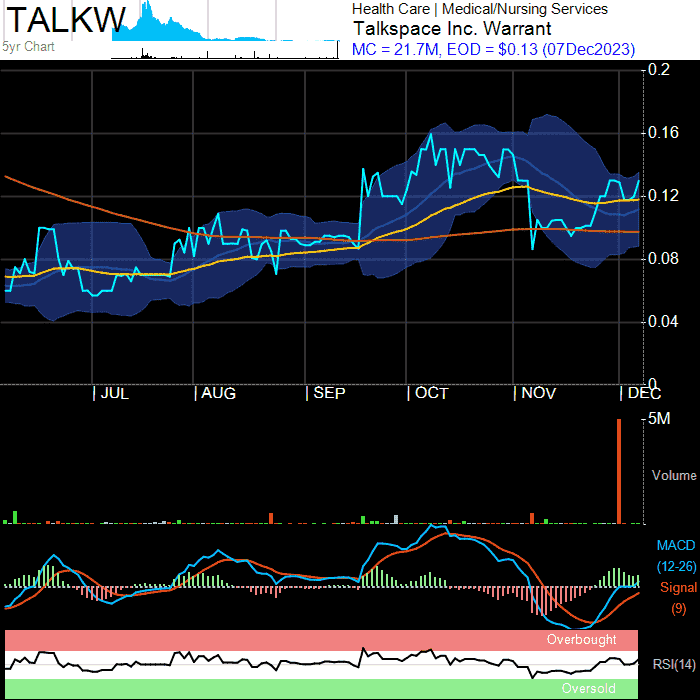 TALKW
5yr Chart
Health Care | Medical/Nursing Services
Talkspace Inc. Warrant
MC = 21.7M, EOD = $0.13 (07Dec2023)
0.2
0.16
0.12
0.08
0.04
0
| JUL | AUG | SEP | OCT | NOV | DEC
5M
Volume
MACD
(12-26)
Signal
(9)
Overbought
RSI(14)
Oversold